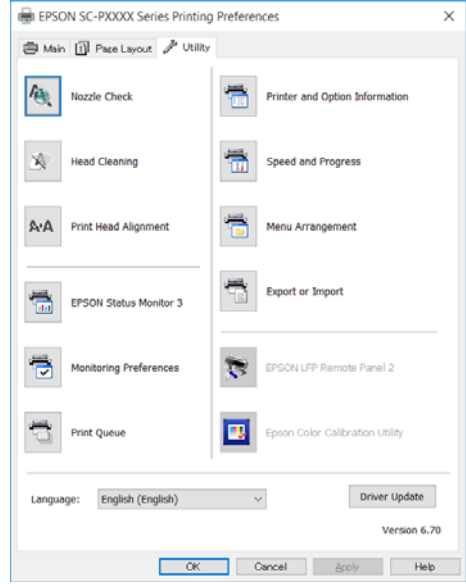 EPSON SC-PXXXX Series Printing Preferences
Main Page Layout Utility
Nozzle Check
Head Cleaning
A A Print Head Alignment
EPSON Status Monitor 3
Monitoring Preferences
Print Queue
Printer and Option Information
Speed and Progress
Menu Arrangement
Export or Import
EPSON LFP Remote Panel 2
Epson Color Calibration Utility
Language: English (English)
Driver Update
Version 6.70
OK Cancel Apply Help